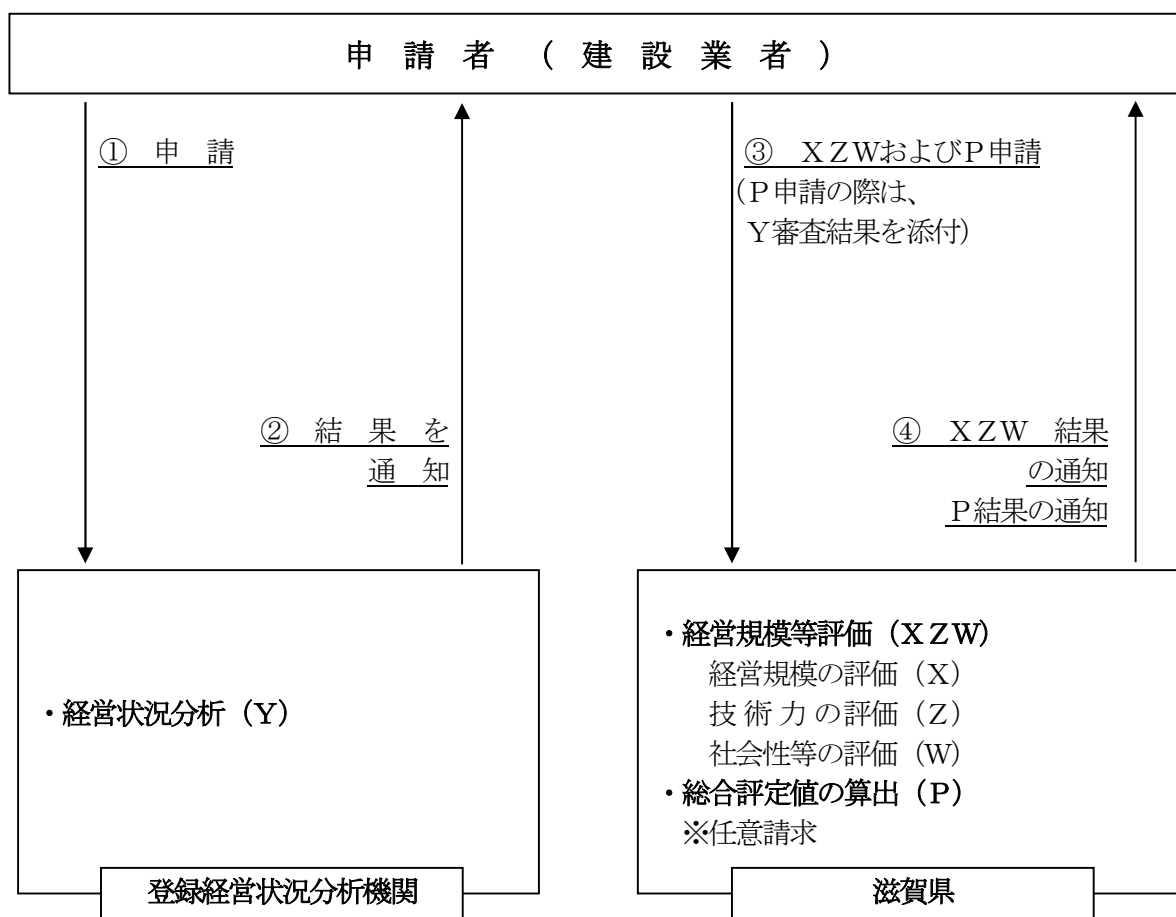 申 請 者 （ 建 設 業 者 ）
① 申 請
② 結 果 を
通 知
③ ＸＺＷおよびＰ申請
（Ｐ申請の際は、
Ｙ審査結果を添付）
④ ＸＺＷ 結果
の通知
Ｐ結果の通知
・経営状況分析（Ｙ）
登録経営状況分析機関
・経営規模等評価（ＸＺＷ）
経営規模の評価（Ｘ）
技 術 力 の 評価（Ｚ）
社会性等の評価（Ｗ）
・総合評定値の算出（Ｐ）
※任意請求
滋賀県